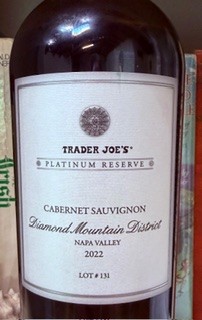 TRADER JOE'S®
PLATINUM RESERVE
CABERNET SAUVIGNON
Diamond Mountain District
NAPA VALLEY
2022
LOT # 131